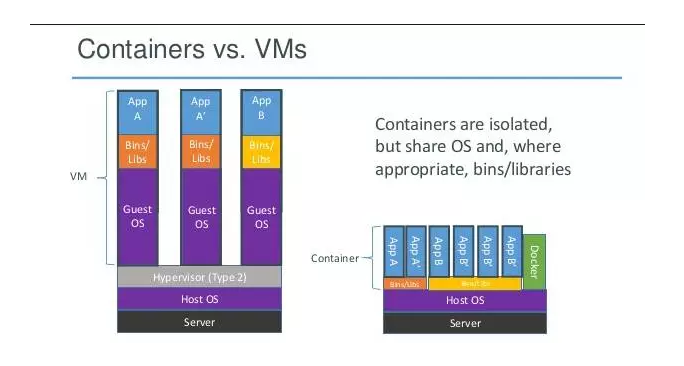 Containers vs. VMs
VM
App
A
Bins/
Libs
Guest
OS
App
A'
Bins/
Libs
Guest
OS
App
B
Bins/
Libs
Guest
OS
Hypervisor (Type 2)
Host OS
Server
Containers are isolated,
but share OS and, where
appropriate, bins/libraries
Container
App A
App A'
App B
App B'
App B'
App B'
Docker
Bins/Libs
Host OS
Server